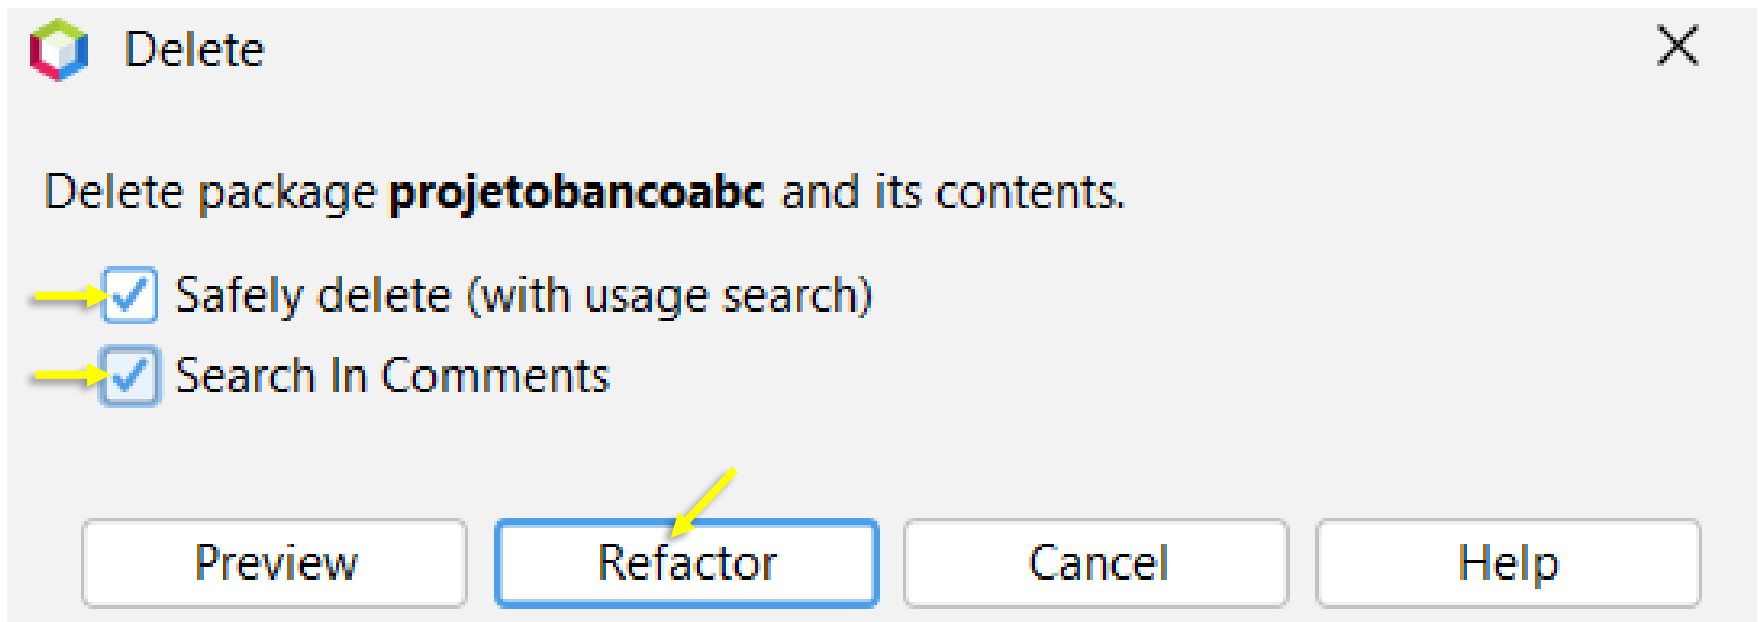 Delete
Delete package projetobancoabc and its contents.
Safely delete (with usage search)
Search In Comments
Preview Refactor Cancel Help